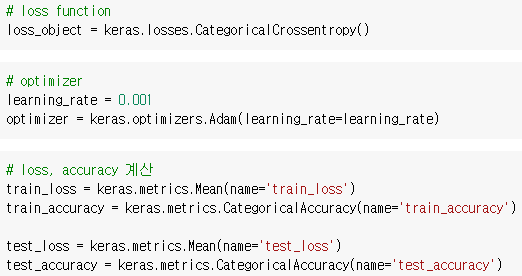 # loss function
loss_object = keras.losses.CategoricalCrossentropy()
# optimizer
learning_rate = 0.001
optimizer = keras.optimizers.Adam(learning_rate=learning_rate)
# loss, accuracy 계산
train_loss = keras.metrics.Mean(name='train_loss')
train_accuracy = keras.metrics.CategoricalAccuracy(name='train_accuracy')
test_loss = keras.metrics.Mean(name='test_loss')
test_accuracy = keras.metrics.CategoricalAccuracy(name='test_accuracy')